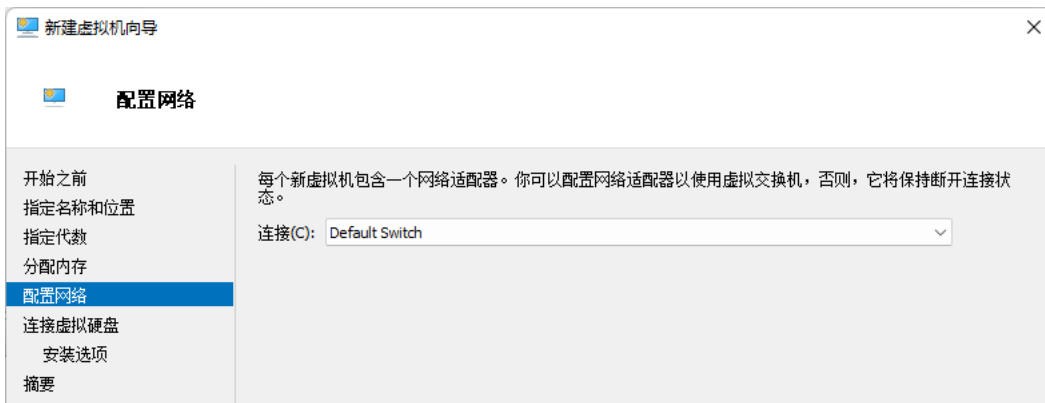 新建虚拟机向导
配置网络
开始之前
指定名称和位置
指定代数
分配内存
配置网络
连接虚拟硬盘
安装选项
摘要
每个新虚拟机包含一个网络适配器。你可以配置网络适配器以使用虚拟交换机，否则，它将保持断开连接状
态。
连接(C): Default Switch